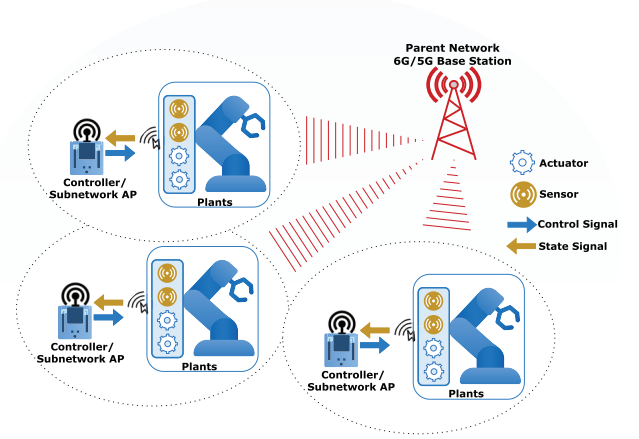 Parent Network
6G/5G Base Station
Actuator
Sensor
Control Signal
State Signal
Controller/
Subnetwork AP
Plants
Controller/
Subnetwork AP
Plants
Controller/
Subnetwork AP
Plants